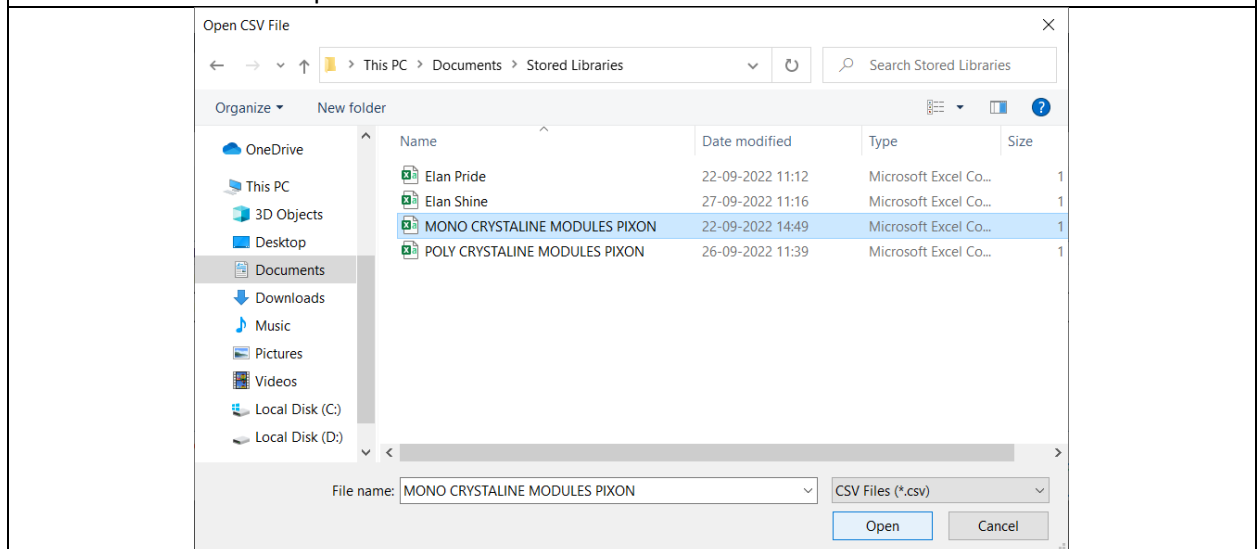 Open CSV File
This PC > Documents > Stored Libraries
Search Stored Libraries
Organize
New folder
Name Date modified Type Size
OneDrive
This PC
3D Objects
Desktop
Documents
Downloads
Music
Pictures
Videos
Local Disk (C:)
Local Disk (D:)
Elan Pride 22-09-2022 11:12 Microsoft Excel Co... 1
Elan Shine 27-09-2022 11:16 Microsoft Excel Co... 1
MONO CRYSTALINE MODULES PIXON 22-09-2022 14:49 Microsoft Excel Co... 1
POLY CRYSTALINE MODULES PIXON 26-09-2022 11:39 Microsoft Excel Co... 1
File name: MONO CRYSTALINE MODULES PIXON CSV Files (*.csv)
Open Cancel